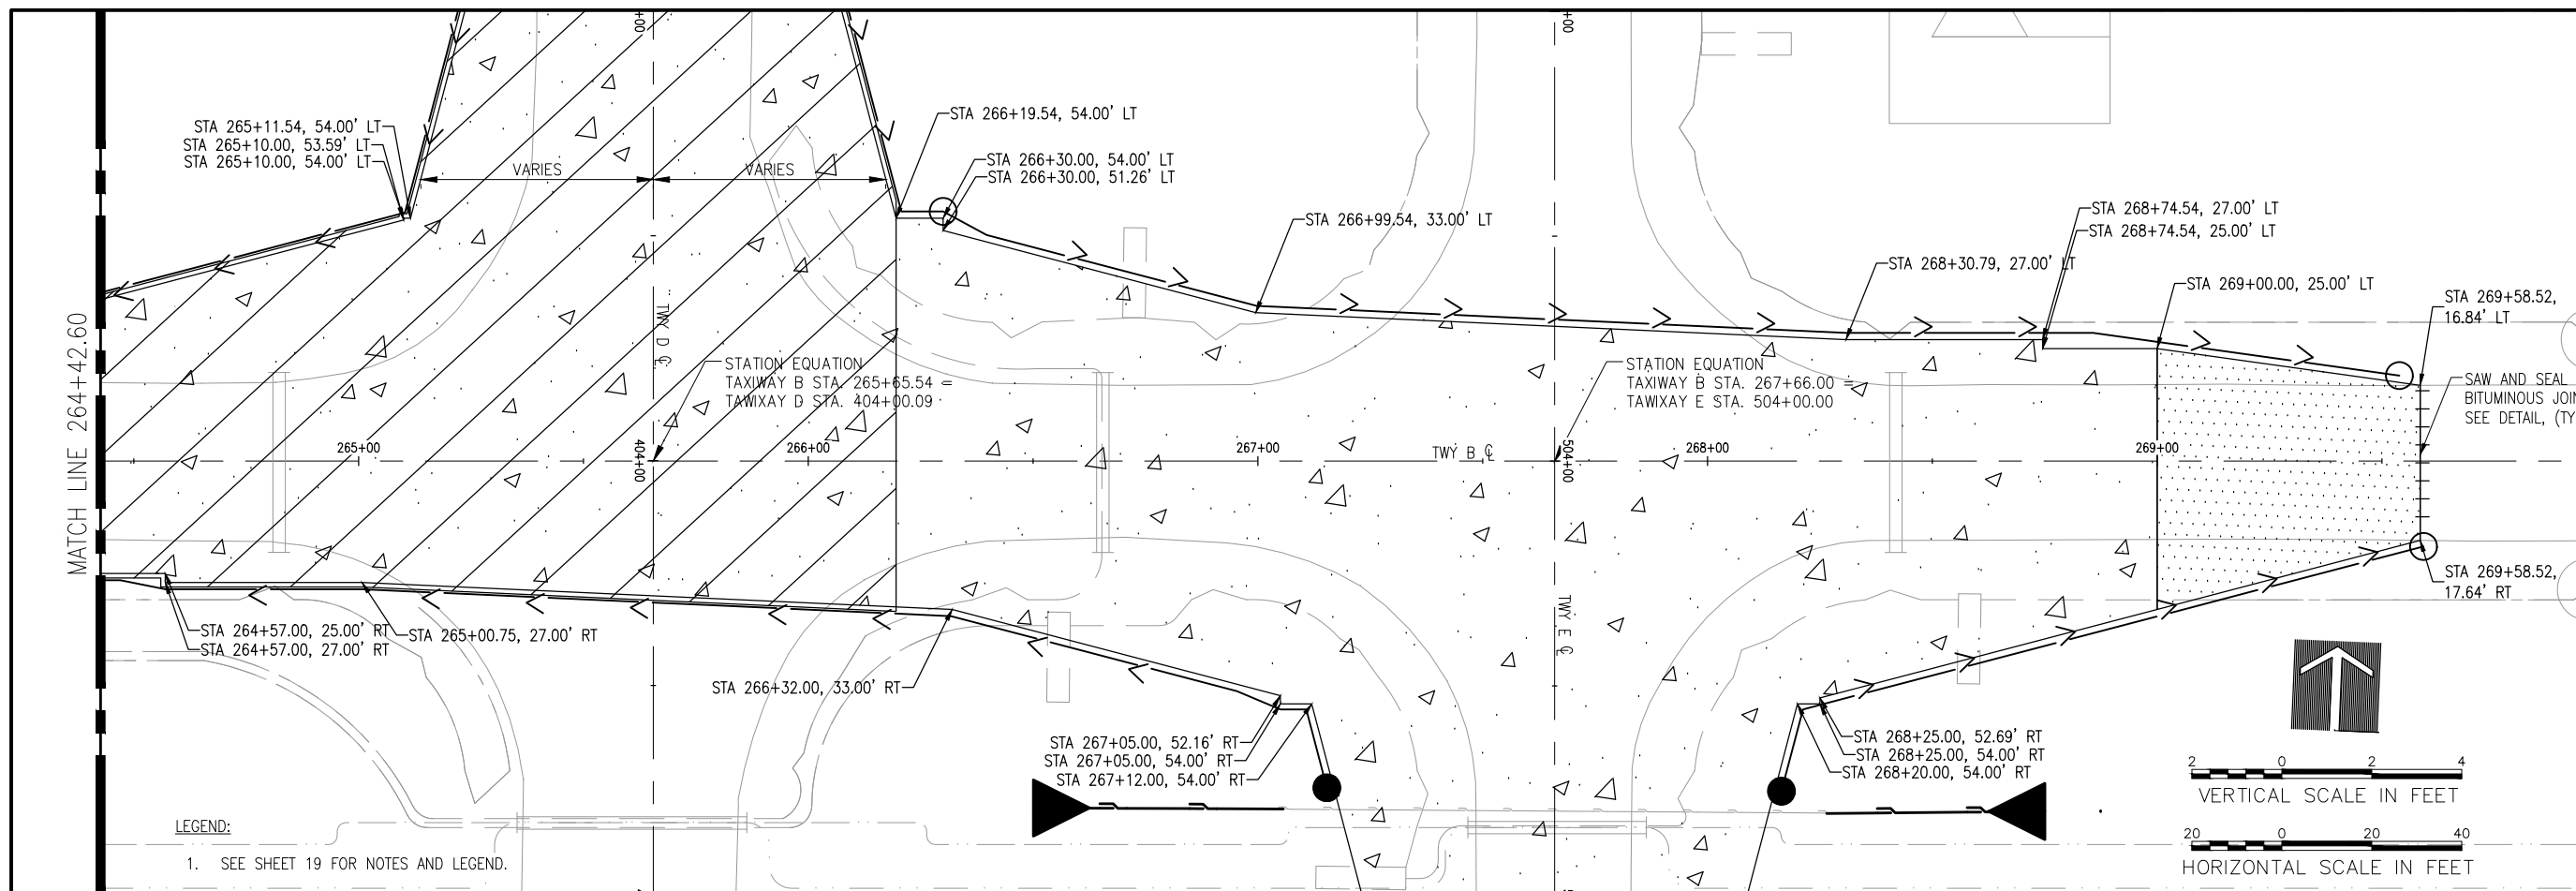 MATCH LINE 264+42.60
STA 265+11.54, 54.00' LT
STA 265+10.00, 53.59' LT
STA 265+10.00, 54.00' LT
VARIES
VARIES
STA 266+19.54, 54.00' LT
STA 266+30.00, 54.00' LT
STA 266+30.00, 51.26' LT
STA 266+99.54, 33.00' LT
STA 268+30.79, 27.00' LT
STA 268+74.54, 27.00' LT
STA 268+74.54, 25.00' LT
STA 269+00.00, 25.00' LT
STA 269+58.52,
16.84' LT
+00
+00
TWY D ℄
STATION EQUATION
TAXIWAY B STA. 265+65.54 =
TAWIXAY D STA. 404+00.09
STATION EQUATION
TAXIWAY B STA. 267+66.00 =
TAWIXAY E STA. 504+00.00
SAW AND SEAL
BITUMINOUS JOI
SEE DETAIL, (TY
265+00
404+00
266+00
267+00
TWY B ℄
504+00
268+00
269+00
STA 264+57.00, 25.00' RT
STA 264+57.00, 27.00' RT
STA 265+00.75, 27.00' RT
STA 266+32.00, 33.00' RT
TWY E ℄
STA 269+58.52,
17.64' RT
STA 267+05.00, 52.16' RT
STA 267+05.00, 54.00' RT
STA 267+12.00, 54.00' RT
STA 268+25.00, 52.69' RT
STA 268+25.00, 54.00' RT
STA 268+20.00, 54.00' RT
2 0 2 4
VERTICAL SCALE IN FEET
20 0 20 40
HORIZONTAL SCALE IN FEET
LEGEND:
1. SEE SHEET 19 FOR NOTES AND LEGEND.